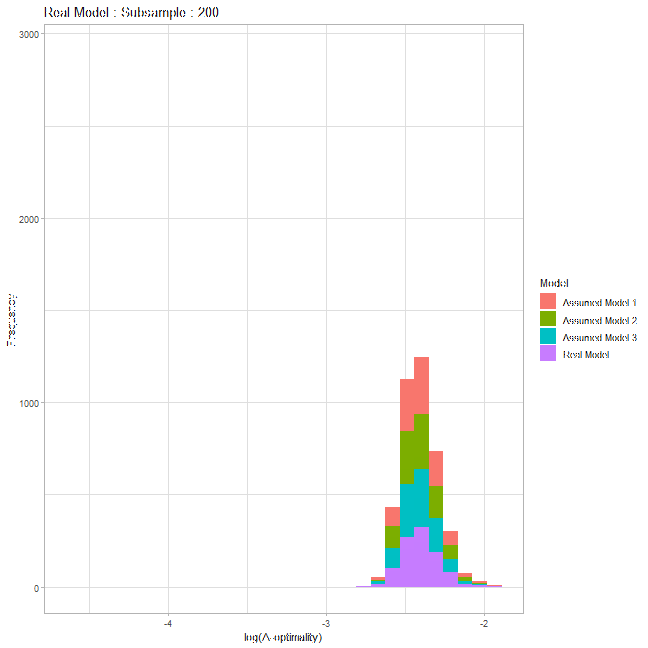 Real Model : Subsample : 200
3000
2000
1000
0
Frequency
-4
-3
-2
log(A-optimality)
Model
Assumed Model 1
Assumed Model 2
Assumed Model 3
Real Model